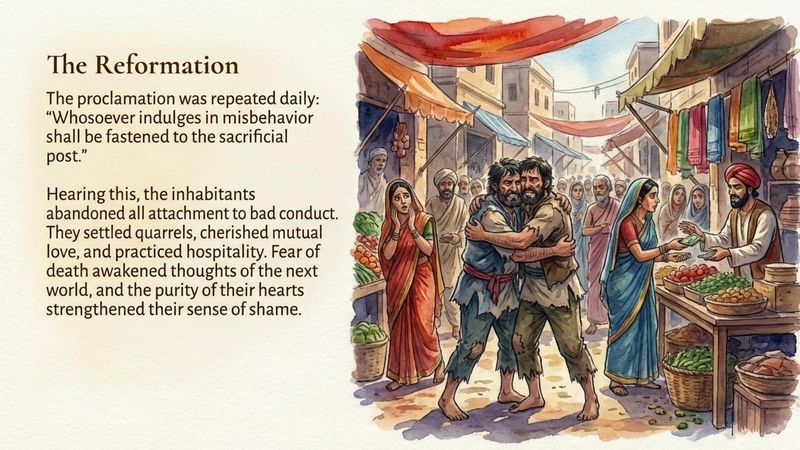 The Reformation
The proclamation was repeated daily:
“Whosoever indulges in misbehavior
shall be fastened to the sacrificial
post.”
Hearing this, the inhabitants
abandoned all attachment to bad conduct.
They settled quarrels, cherished mutual
love, and practiced hospitality. Fear of
death awakened thoughts of the next
world, and the purity of their hearts
strengthened their sense of shame.